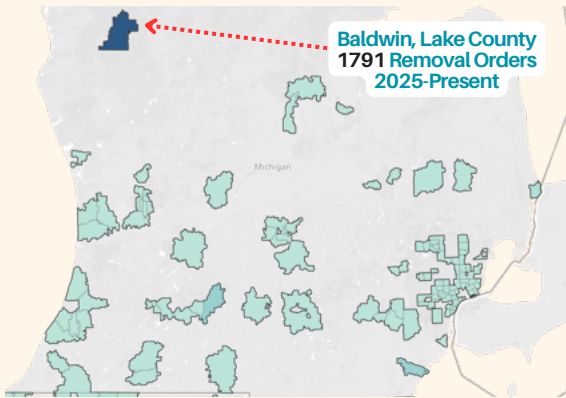 Baldwin, Lake County
1791 Removal Orders
2025-Present
Michigan